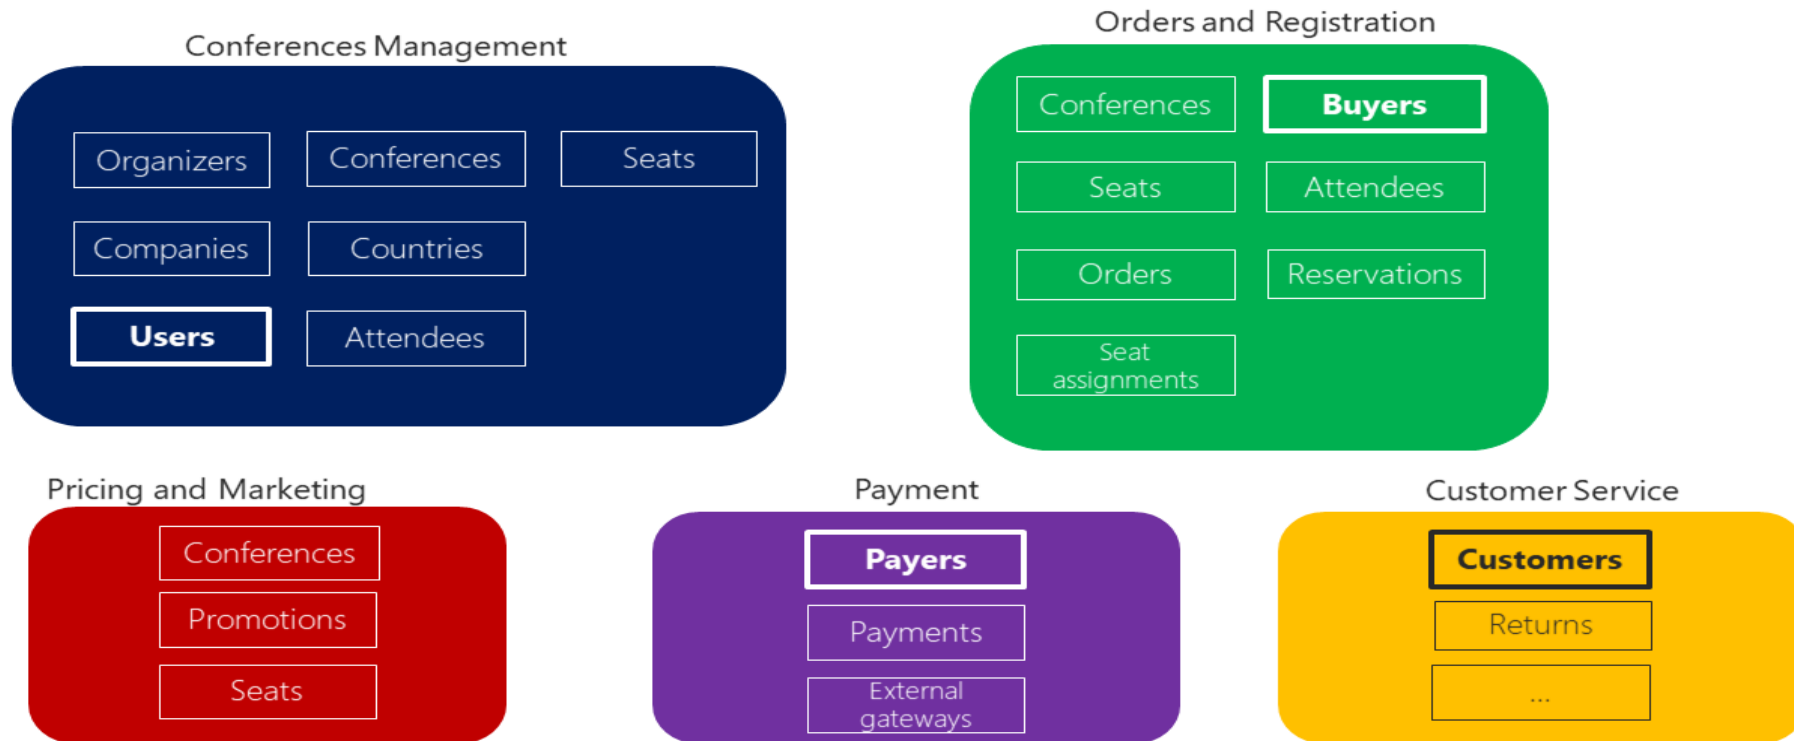 Conferences Management
Organizers
Conferences
Seats
Companies
Countries
Users
Attendees
Orders and Registration
Conferences
Buyers
Seats
Attendees
Orders
Reservations
Seat
assignments
Pricing and Marketing
Conferences
Promotions
Seats
Payment
Payers
Payments
External
gateways
Customer Service
Customers
Returns
...